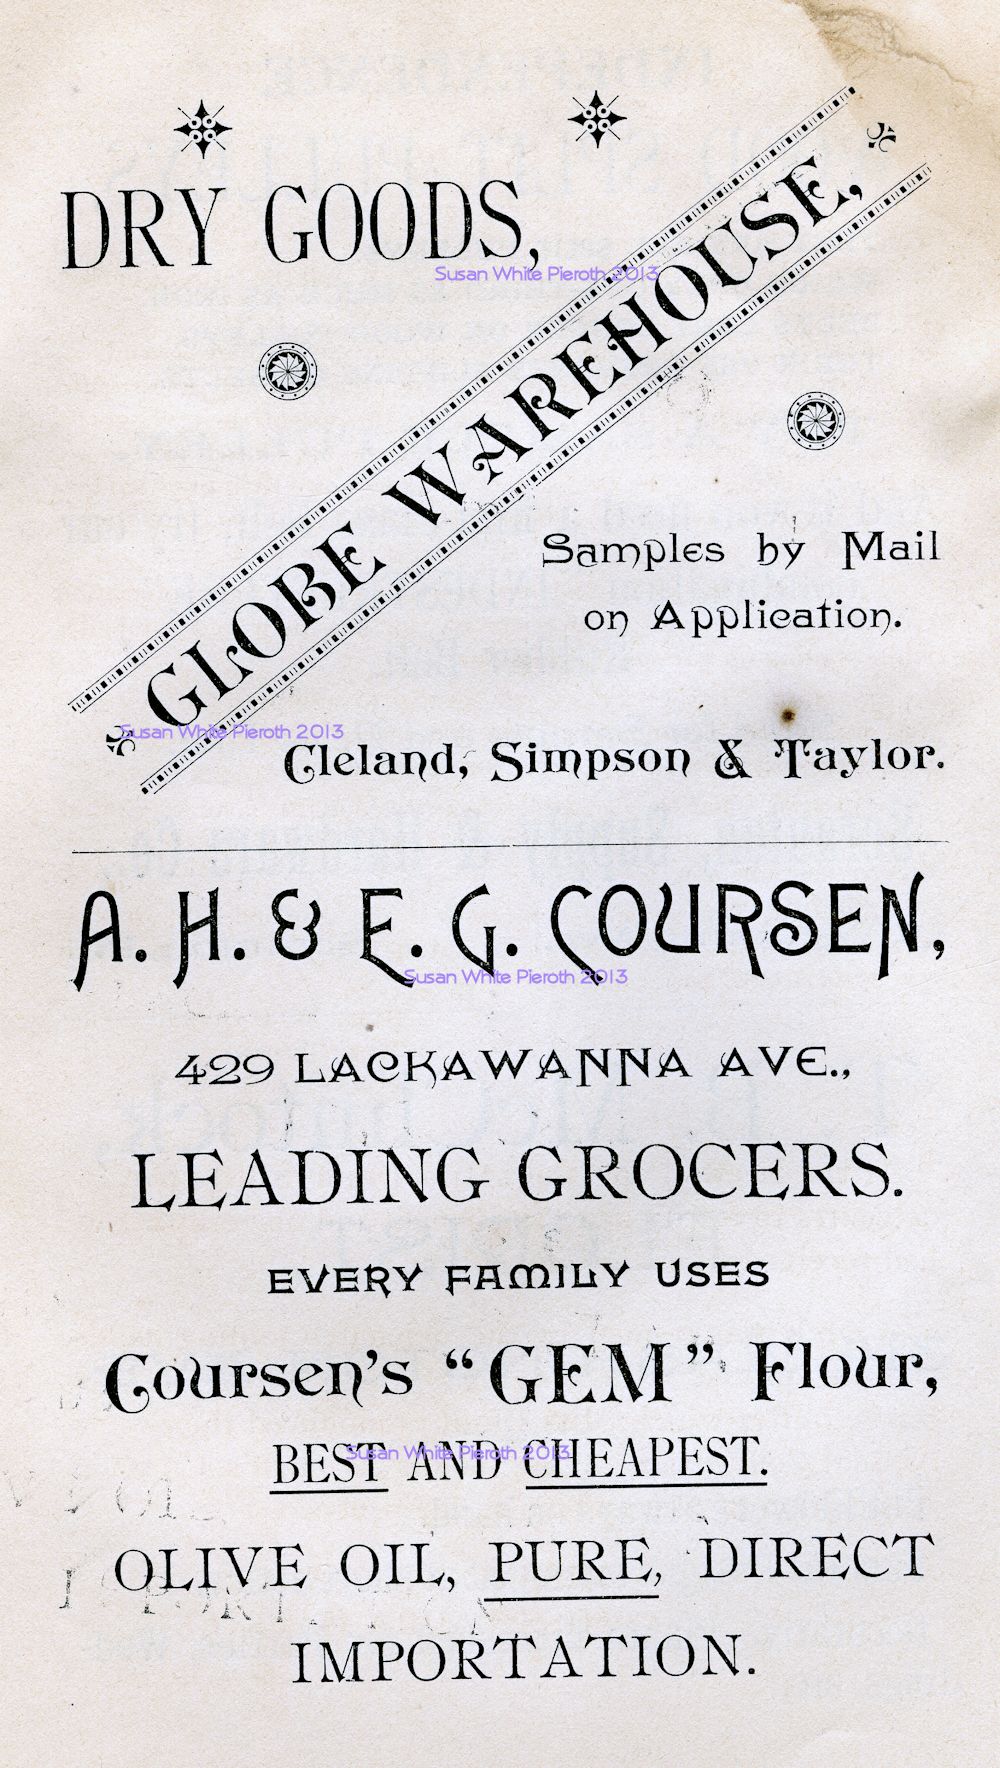 DRY GOODS,
GLOBE WAREHOUSE,
Samples by Mail
on Application.
Cleland, Simpson & Taylor.
A. H. & E. G. COURSEN,
429 LACKAWANNA AVE.,
LEADING GROCERS.
EVERY FAMILY USES
Coursen's “GEM” Flour,
BEST AND CHEAPEST.
OLIVE OIL, PURE, DIRECT
IMPORTATION.
Susan White Pieroth 2013
Susan White Pieroth 2013
Susan White Pieroth 2013
Susan White Pieroth 2013